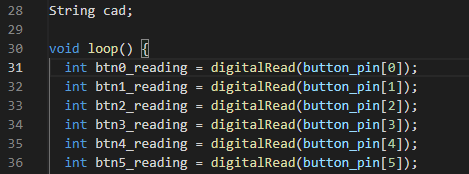 28 String cad;
29
30 void loop() {
31 int btn0_reading = digitalRead(button_pin[0]);
32 int btn1_reading = digitalRead(button_pin[1]);
33 int btn2_reading = digitalRead(button_pin[2]);
34 int btn3_reading = digitalRead(button_pin[3]);
35 int btn4_reading = digitalRead(button_pin[4]);
36 int btn5_reading = digitalRead(button_pin[5]);